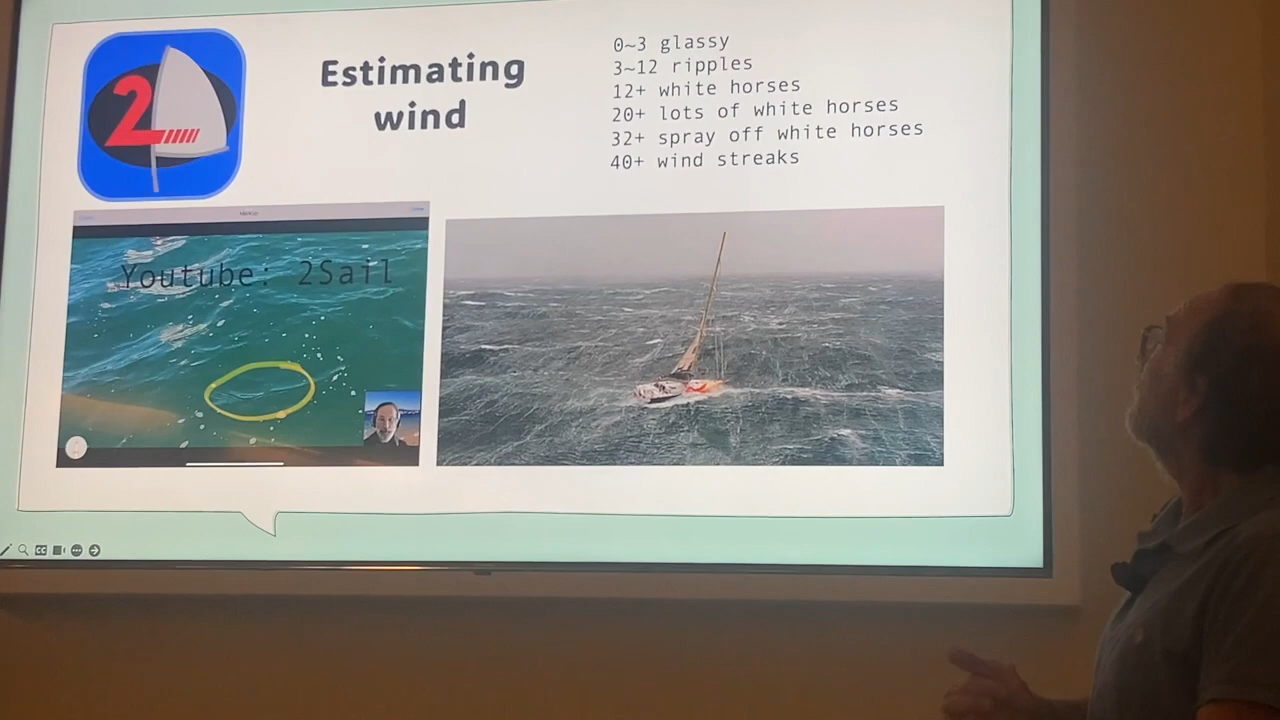 2
Estimating
wind
0~3 glassy
3~12 ripples
12+ white horses
20+ lots of white horses
32+ spray off white horses
40+ wind streaks
Youtube: 2Sail